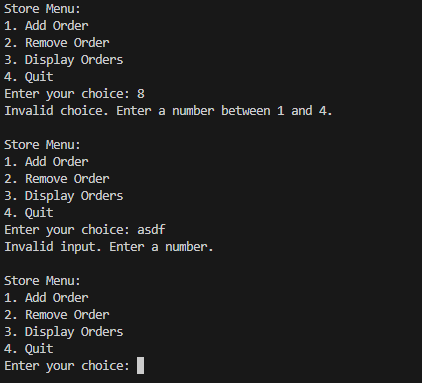 Store Menu:
1. Add Order
2. Remove Order
3. Display Orders
4. Quit
Enter your choice: 8
Invalid choice. Enter a number between 1 and 4.
Store Menu:
1. Add Order
2. Remove Order
3. Display Orders
4. Quit
Enter your choice: asdf
Invalid input. Enter a number.
Store Menu:
1. Add Order
2. Remove Order
3. Display Orders
4. Quit
Enter your choice: